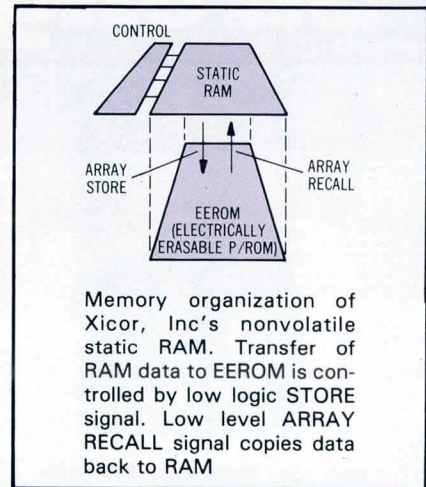 CONTROL
STATIC
RAM
ARRAY
STORE
ARRAY
RECALL
EEROM
(ELECTRICALLY
ERASABLE P/ROM)
Memory organization of
Xicor, Inc's nonvolatile
static RAM. Transfer of
RAM data to EEROM is con-
trolled by low logic STORE
signal. Low level ARRAY
RECALL signal copies data
back to RAM